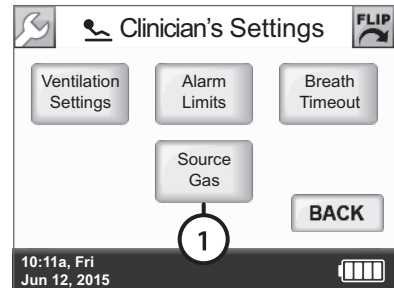 Clinician's Settings
FLIP
Ventilation
Settings
Alarm
Limits
Breath
Timeout
Source
Gas
BACK
1
10:11a, Fri
Jun 12, 2015